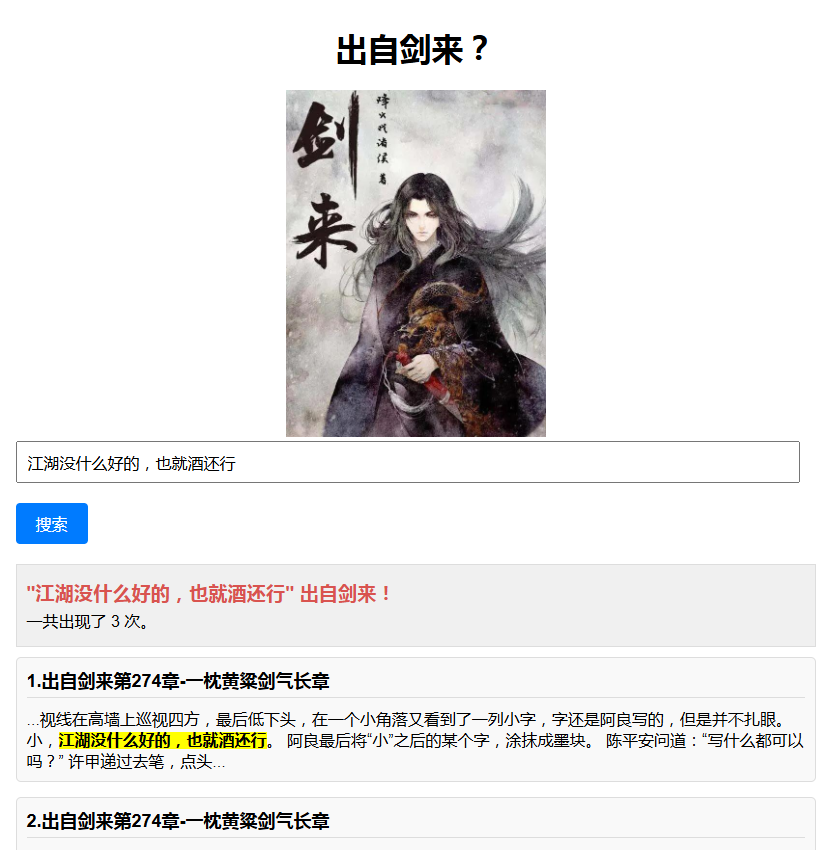 出自剑来？
剑来
烽火戏诸侯 著
江湖没什么好的，也就酒还行
搜索
"江湖没什么好的，也就酒还行" 出自剑来！
一共出现了 3 次。
1.出自剑来第274章-一枕黄粱剑气长章
...视线在高墙上巡视四方，最后低下头，在一个小角落又看到了一列小字，字还是阿良写的，但是并不扎眼。
小，江湖没什么好的，也就酒还行。 阿良最后将“小”之后的某个字，涂抹成墨块。 陈平安问道：“写什么都可以
吗？” 许甲递过去笔，点头...
2.出自剑来第274章-一枕黄粱剑气长章